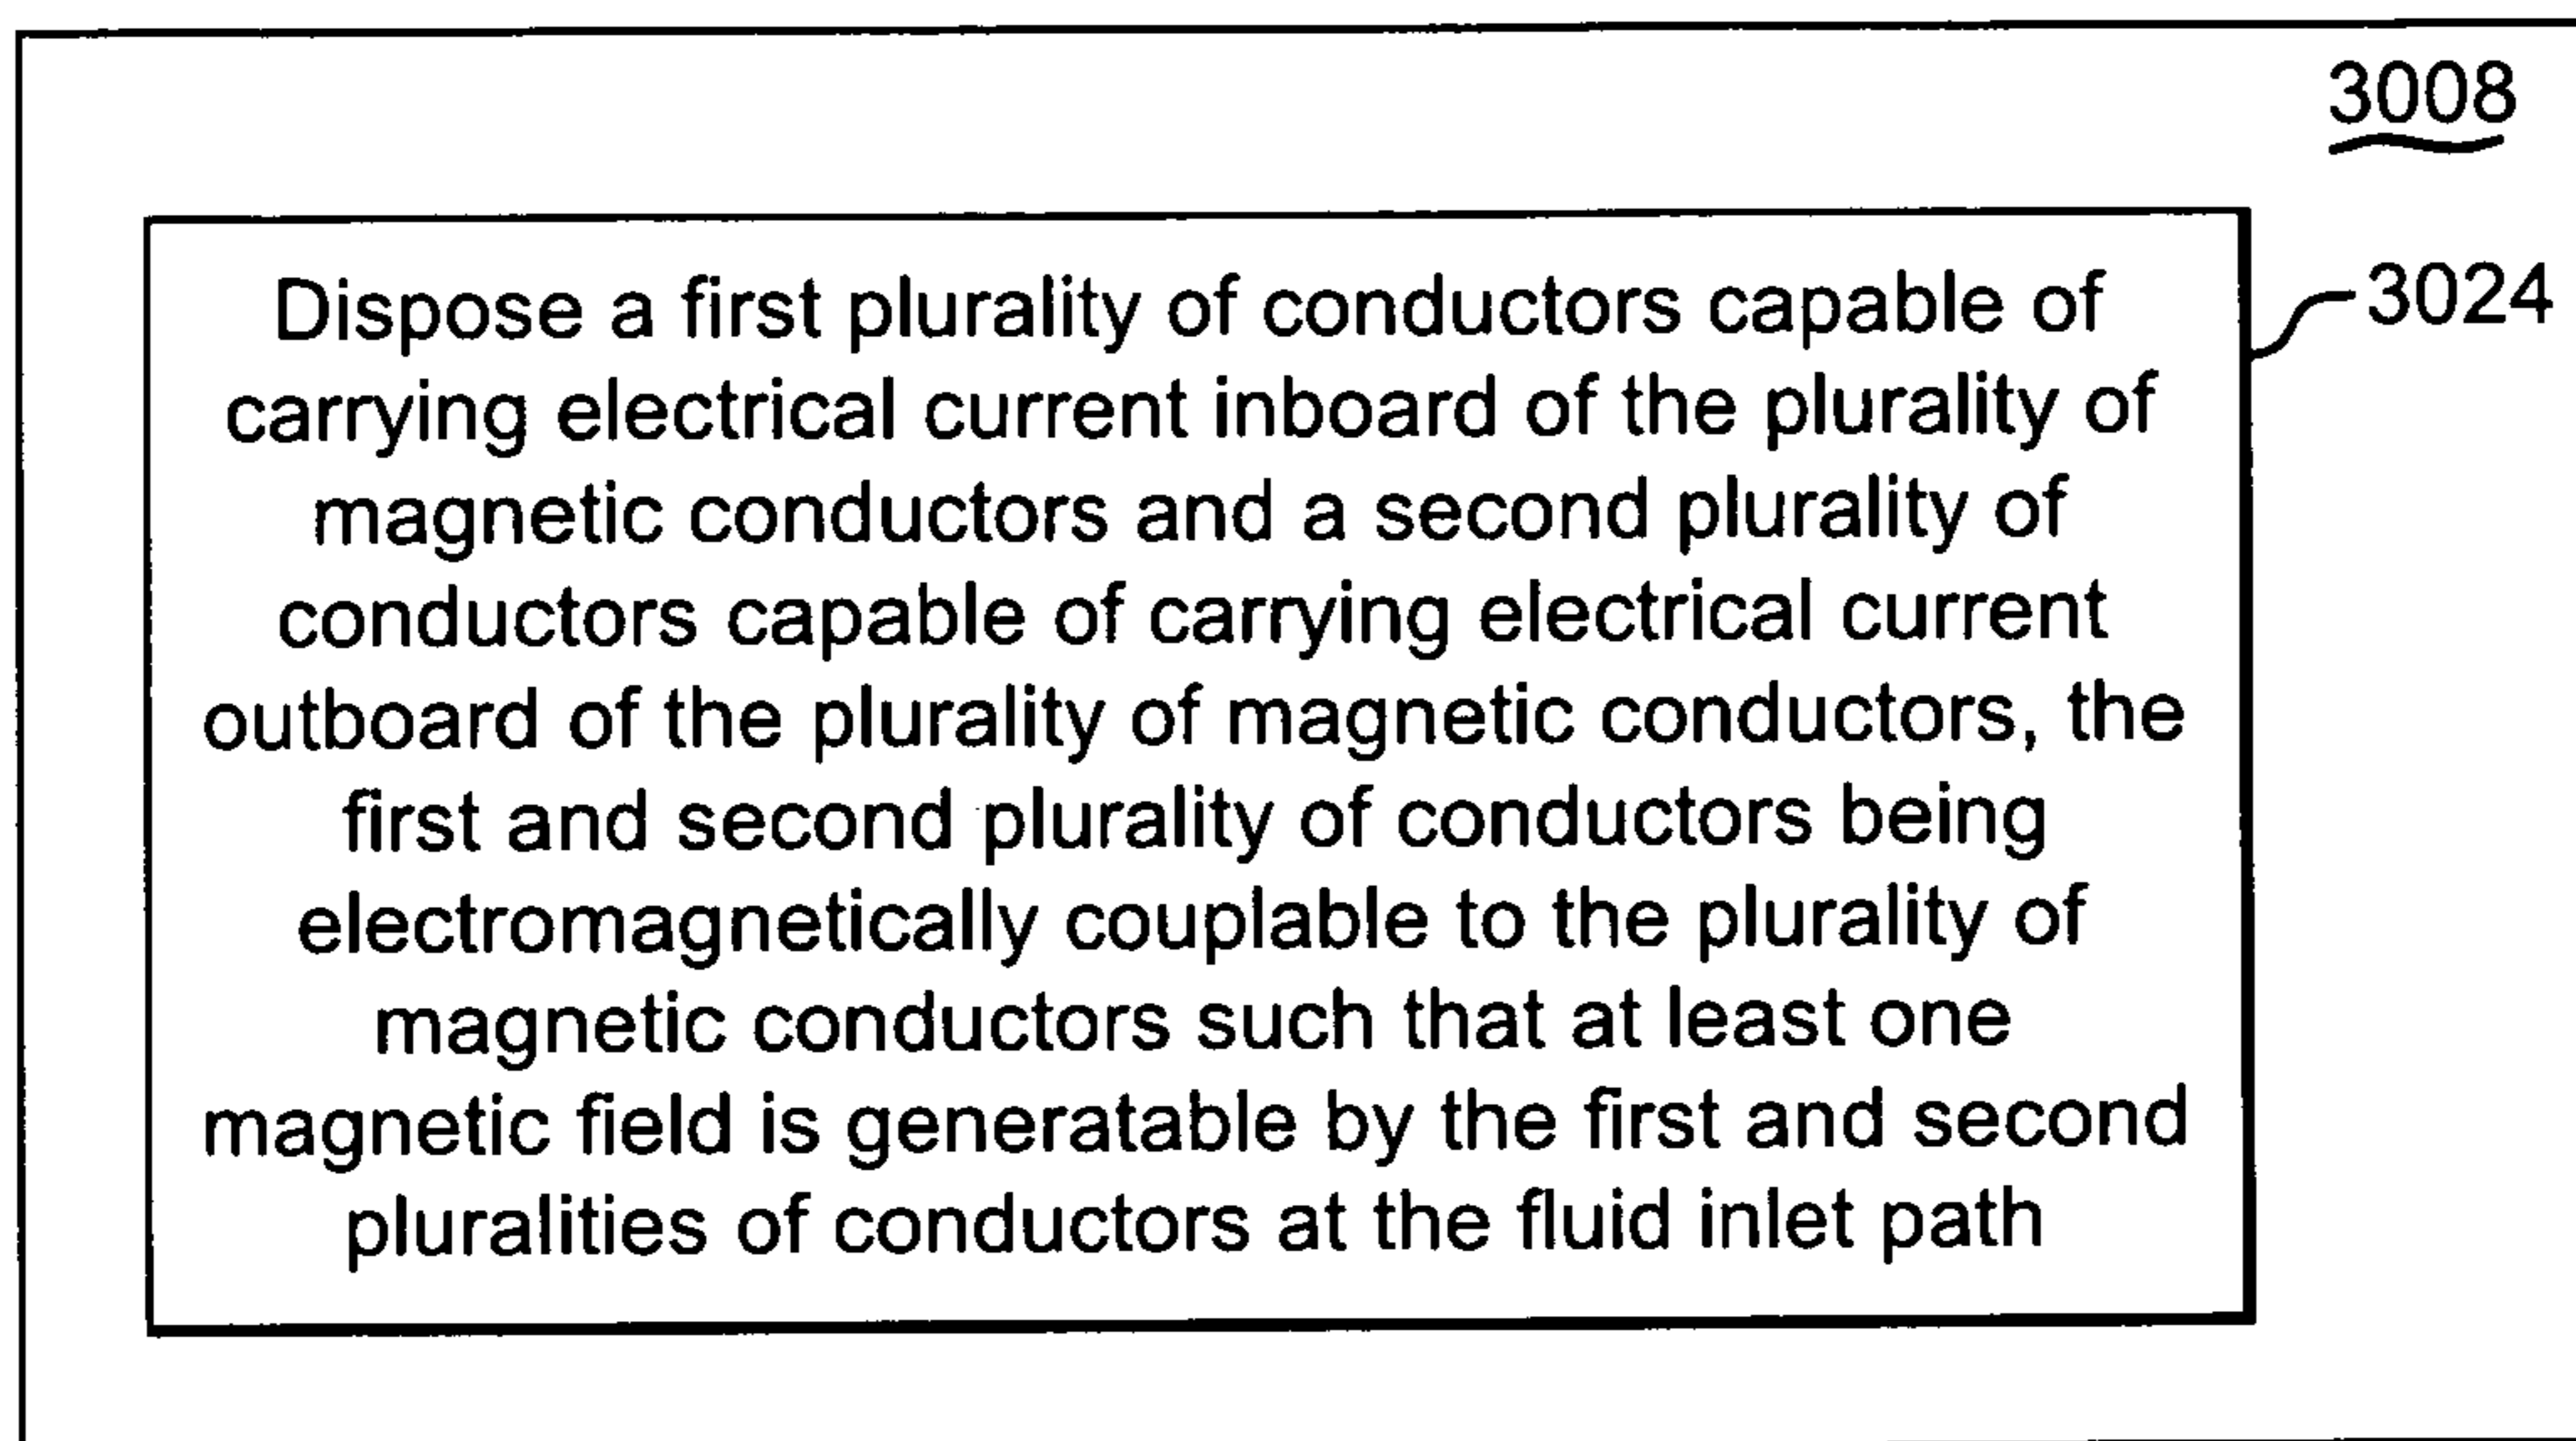 3008
Dispose a first plurality of conductors capable of
carrying electrical current inboard of the plurality of
magnetic conductors and a second plurality of
conductors capable of carrying electrical current
outboard of the plurality of magnetic conductors, the
first and second plurality of conductors being
electromagnetically couplable to the plurality of
magnetic conductors such that at least one
magnetic field is generatable by the first and second
pluralities of conductors at the fluid inlet path
3024